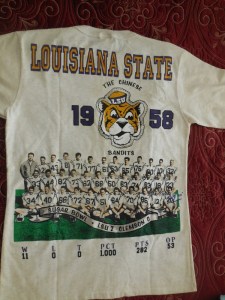 LOUISIANA STATE
THE CHINESE
LSU
19 58
BANDITS
SUGAR BOWL LSU 7 CLEMSON 0
W L T PCT PTS OP
11 0 0 1.000 282 53